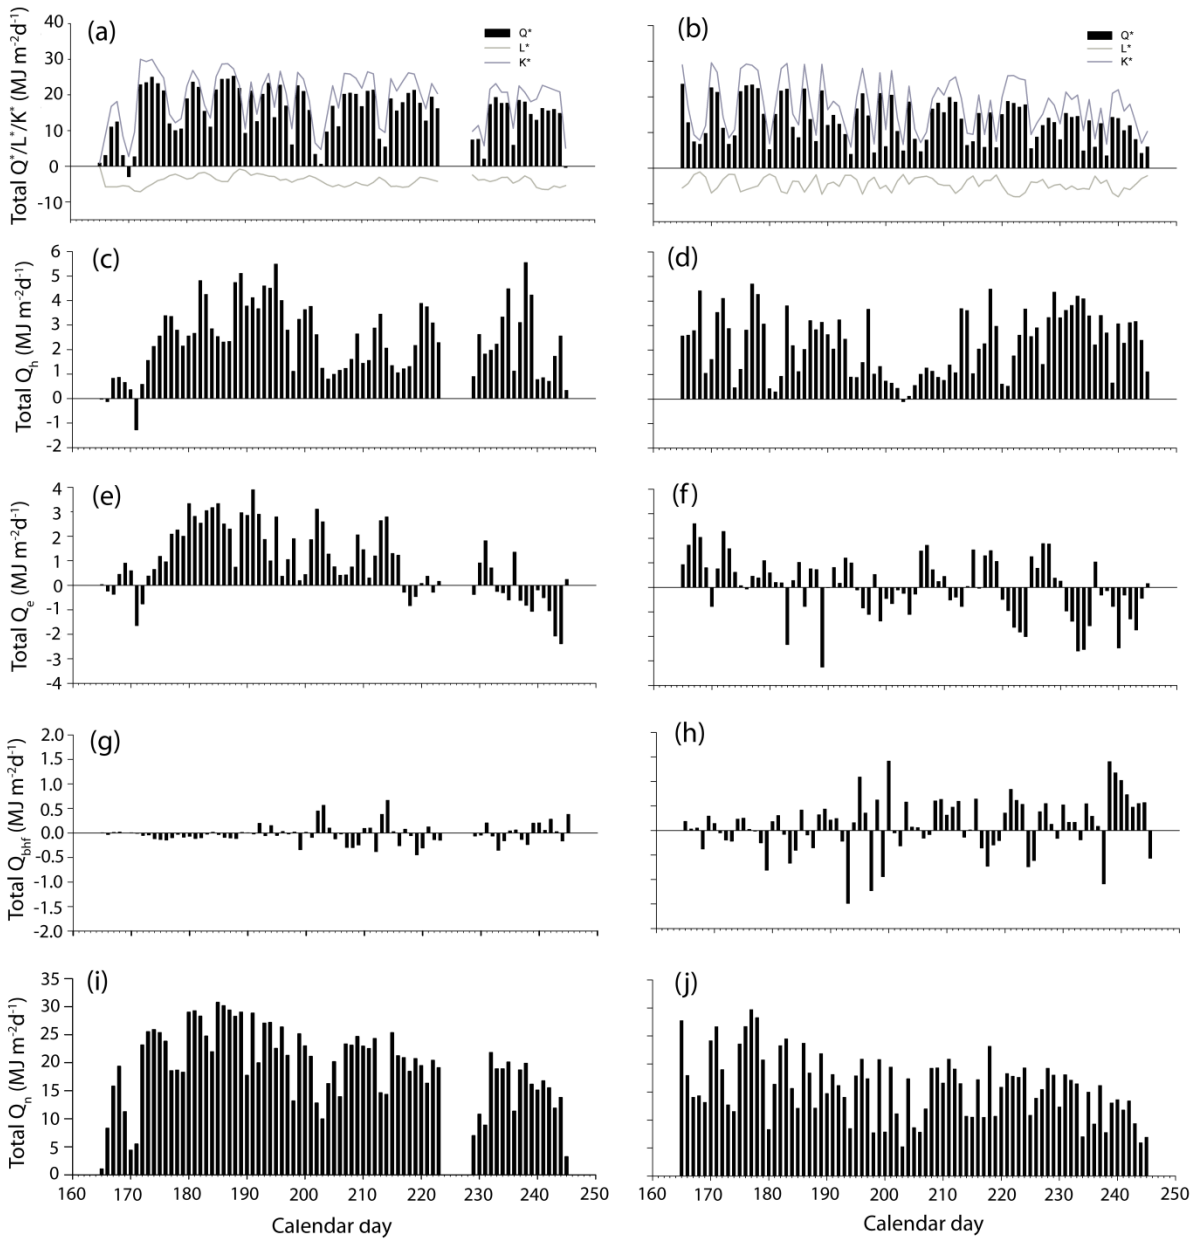 (a)
Total Q*/L*/K* (MJ m-2d-1)
40
30
20
10
0
-10
Q*
L*
K*
(b)
Q*
L*
K*
(c)
Total Qh (MJ m-2d-1)
6
5
4
3
2
1
0
-1
-2
(d)
(e)
Total Qe (MJ m-2d-1)
4
3
2
1
0
-1
-2
-3
-4
(f)
(g)
Total Qbhf (MJ m-2d-1)
2.0
1.5
1.0
0.5
0.0
-0.5
-1.0
-1.5
-2.0
(h)
(i)
Total Qn (MJ m-2d-1)
35
30
25
20
15
10
5
0
160 170 180 190 200 210 220 230 240 250
Calendar day
(j)
160 170 180 190 200 210 220 230 240 250
Calendar day